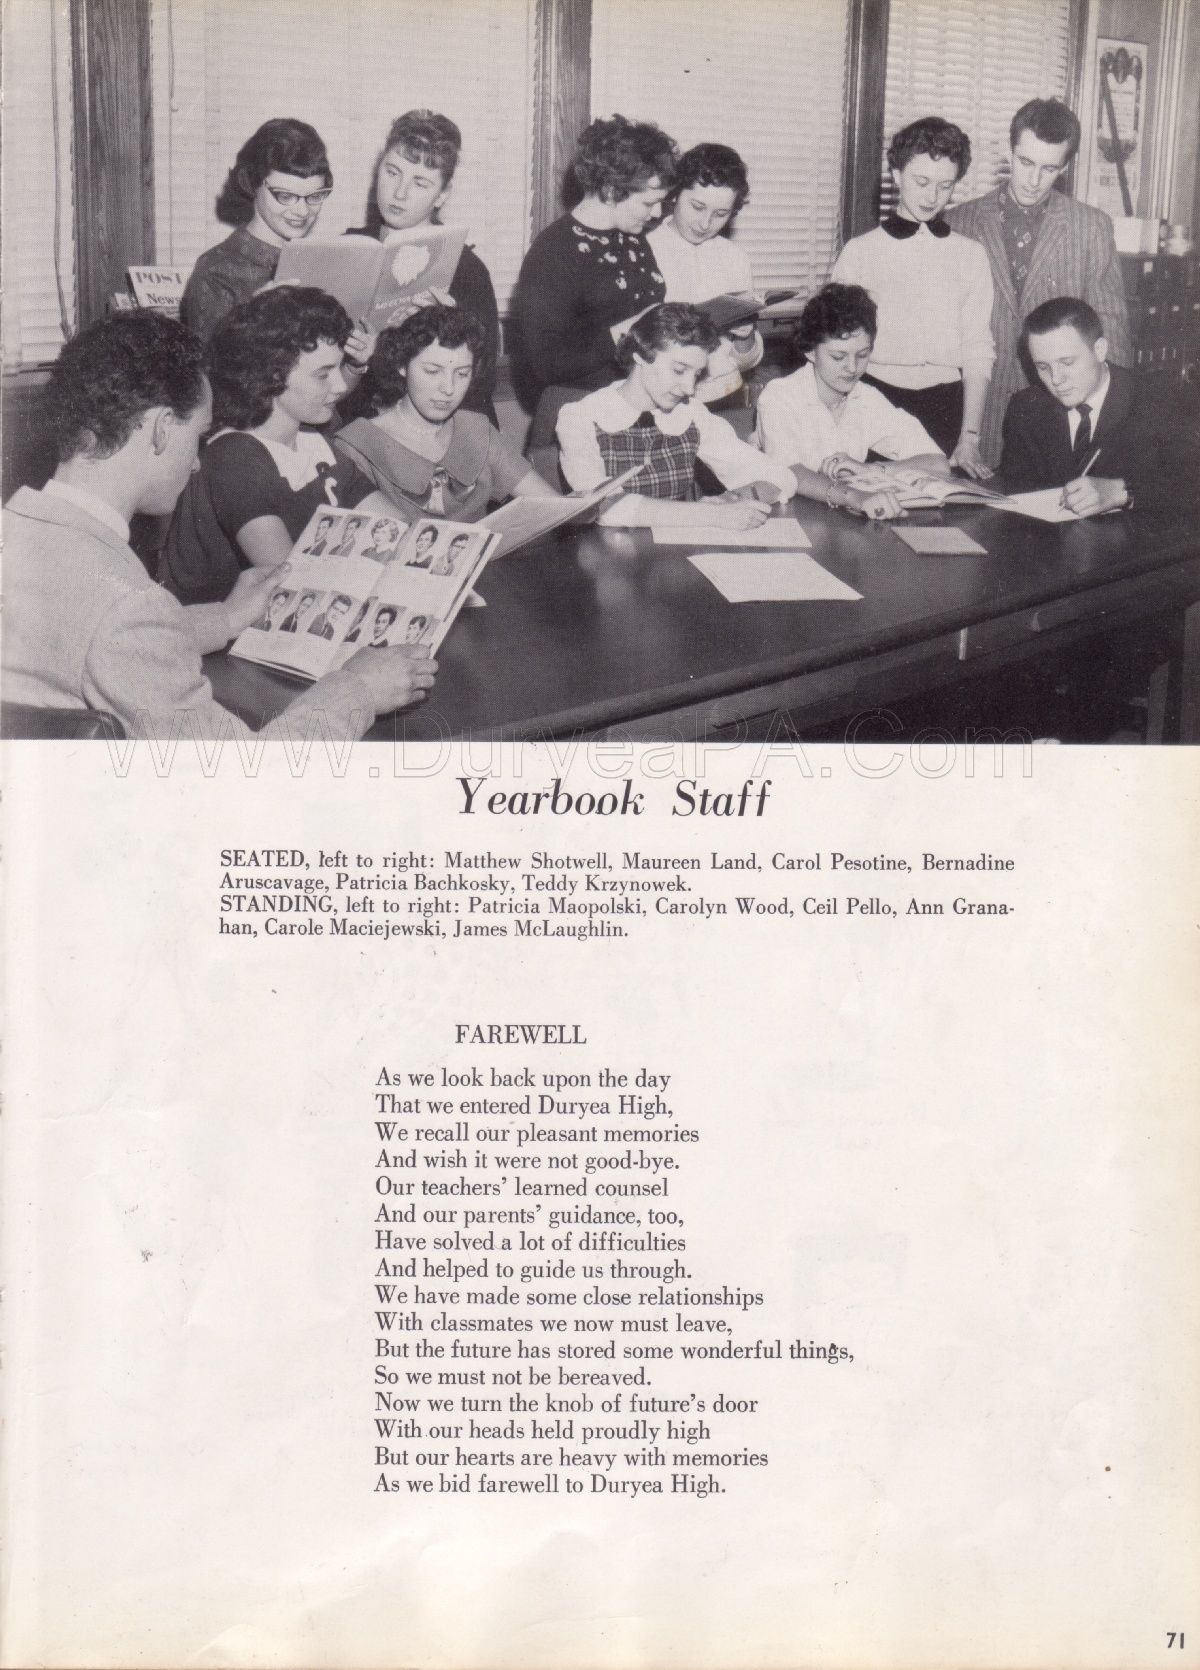 POST
News
WWW.DuryeaPA.Com
Yearbook Staff
SEATED, left to right: Matthew Shotwell, Maureen Land, Carol Pesotine, Bernadine
Aruscavage, Patricia Bachkosky, Teddy Krzynowek.
STANDING, left to right: Patricia Maopolski, Carolyn Wood, Ceil Pello, Ann Grana-
han, Carole Maciejewski, James McLaughlin.
FAREWELL
As we look back upon the day
That we entered Duryea High,
We recall our pleasant memories
And wish it were not good-bye.
Our teachers’ learned counsel
And our parents’ guidance, too,
Have solved a lot of difficulties
And helped to guide us through.
We have made some close relationships
With classmates we now must leave,
But the future has stored some wonderful things,
So we must not be bereaved.
Now we turn the knob of future’s door
With our heads held proudly high
But our hearts are heavy with memories
As we bid farewell to Duryea High.
71